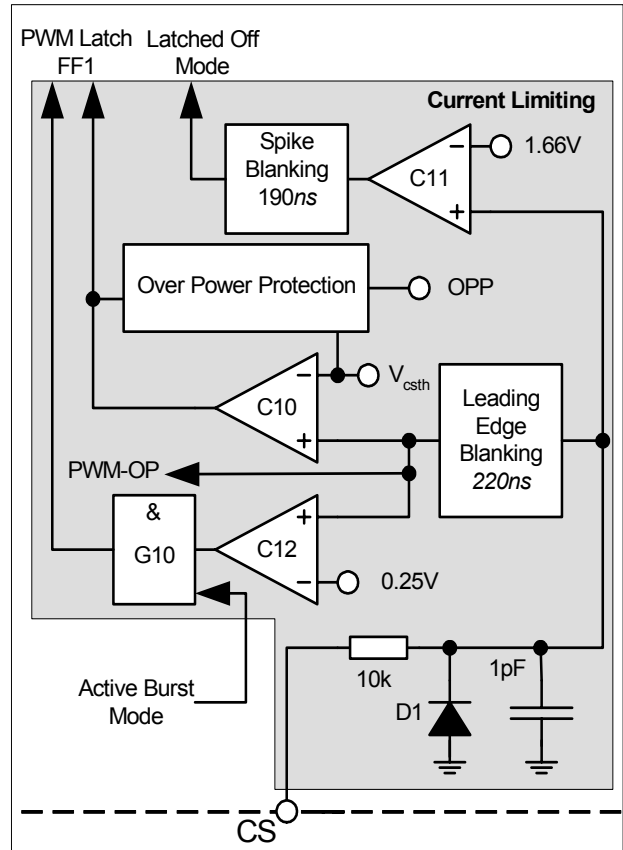 PWM Latch
FF1
Latched Off
Mode
Current Limiting
Spike
Blanking
190ns
C11
1.66V
Over Power Protection
OPP
C10
Vcsth
Leading
Edge
Blanking
220ns
PWM-OP
&
G10
C12
0.25V
Active Burst
Mode
10k
D1
1pF
CS